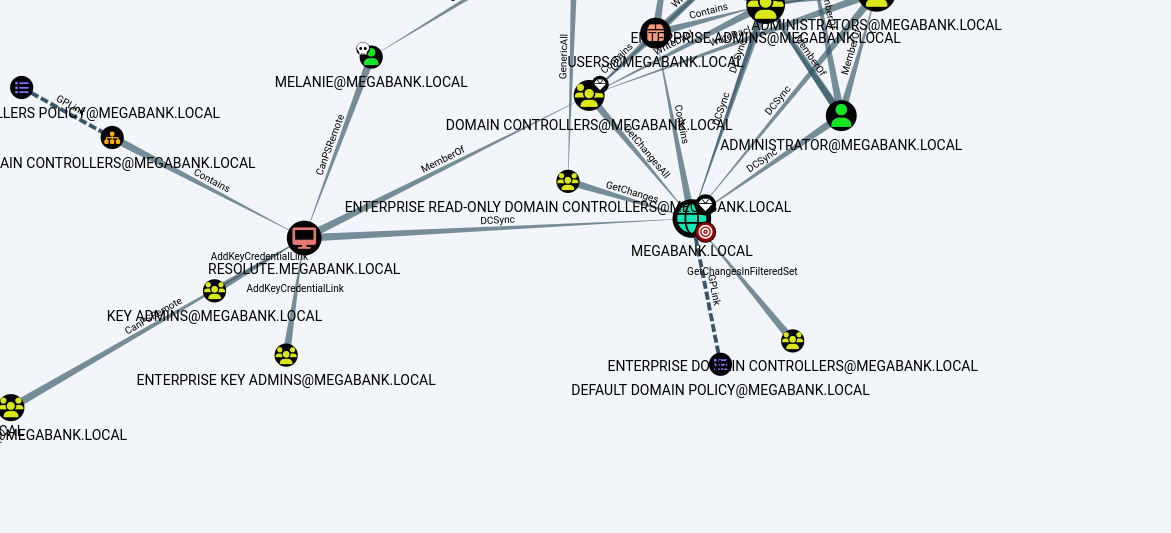 Contains
ADMINISTRATORS@MEGABANK.LOCAL
ENTERPRISE ADMINS@MEGABANK.LOCAL
GenericAll
Contains
DCSync
MemberOf
MemberOf
USERS@MEGABANK.LOCAL
MELANIE@MEGABANK.LOCAL
GPLink
LLERS POLICY@MEGABANK.LOCAL
DCSync
DCSync
Contains
DOMAIN CONTROLLERS@MEGABANK.LOCAL
CanPSRemote
GetChangesAll
ADMINISTRATOR@MEGABANK.LOCAL
MemberOf
DCSync
AIN CONTROLLERS@MEGABANK.LOCAL
Contains
GetChanges
ENTERPRISE READ-ONLY DOMAIN CONTROLLERS@MEGABANK.LOCAL
DCSync
MEGABANK.LOCAL
AddKeyCredentialLink
RESOLUTE.MEGABANK.LOCAL
GetChangesInFilteredSet
AddKeyCredentialLink
GPLink
KEY ADMINS@MEGABANK.LOCAL
CanPSRemote
ENTERPRISE DOMAIN CONTROLLERS@MEGABANK.LOCAL
ENTERPRISE KEY ADMINS@MEGABANK.LOCAL
DEFAULT DOMAIN POLICY@MEGABANK.LOCAL
@MEGABANK.LOCAL